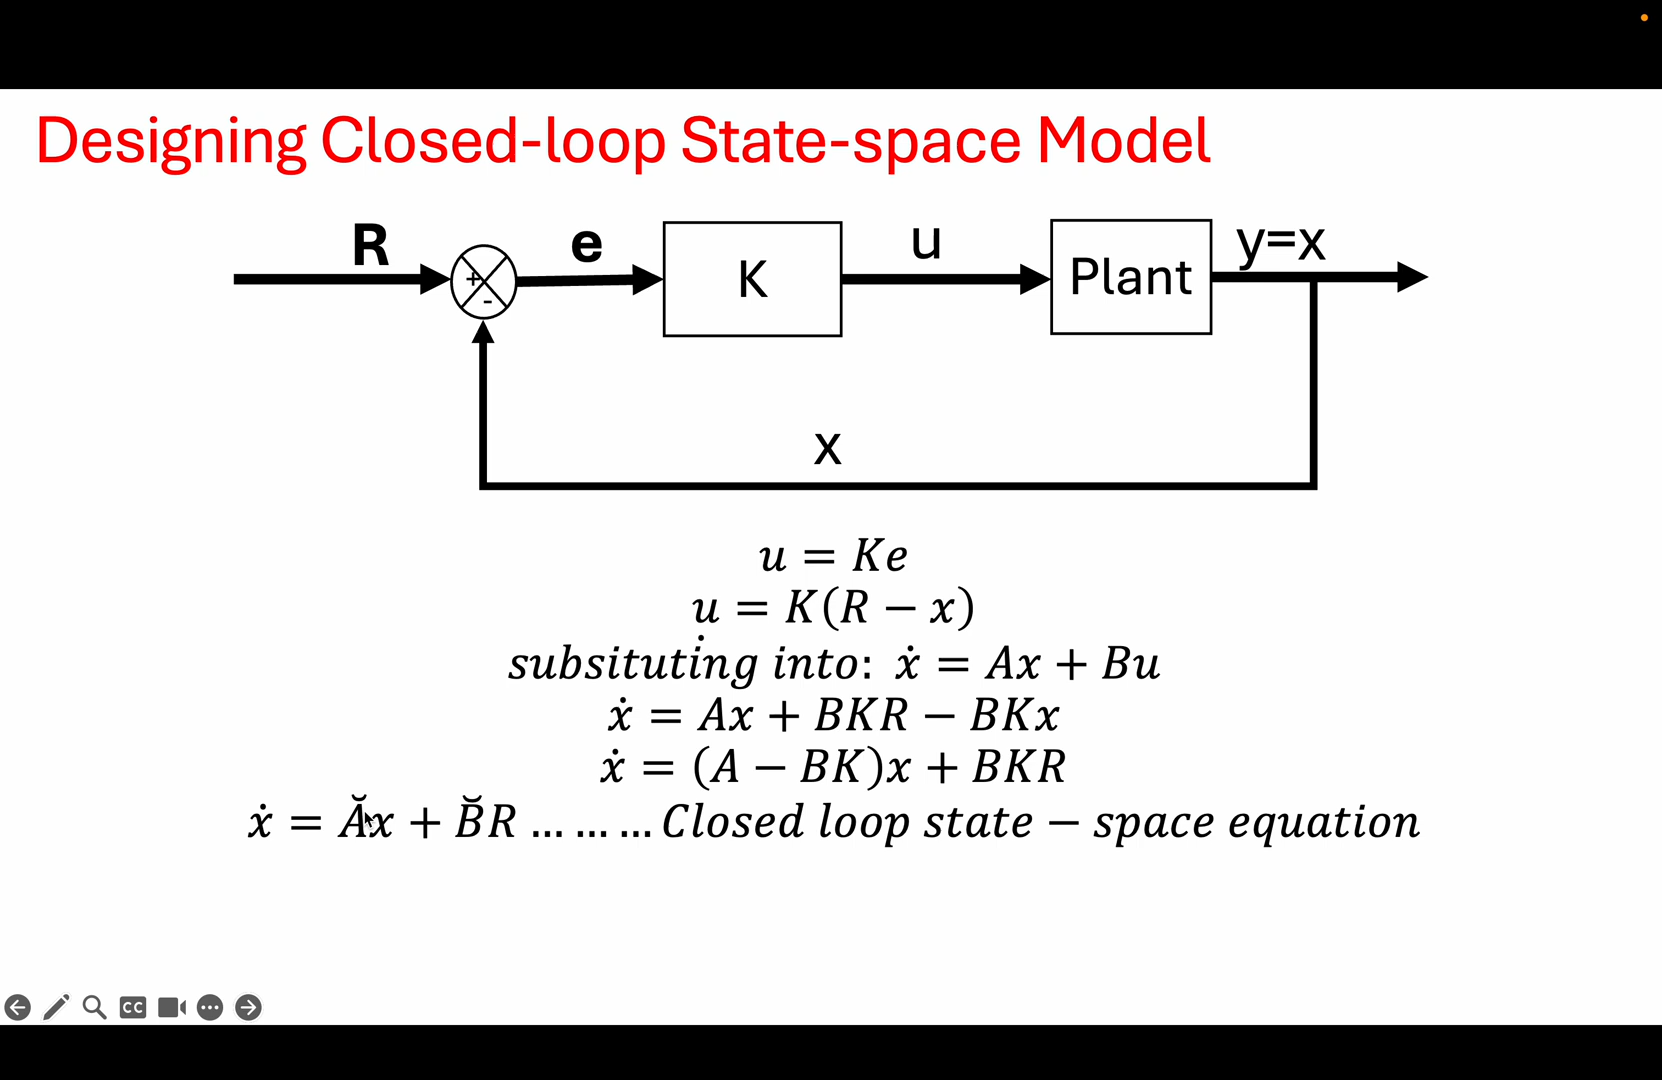 Designing Closed-loop State-space Model
R
e
K
u
Plant
y=x
+
-
x
u = Ke
u = K(R − x)
subsituting into: ẋ = Ax + Bu
ẋ = Ax + BKR − BKx
ẋ = (A − BK)x + BKR
ẋ = Ăx + B̆R … … … Closed loop state − space equation
CC